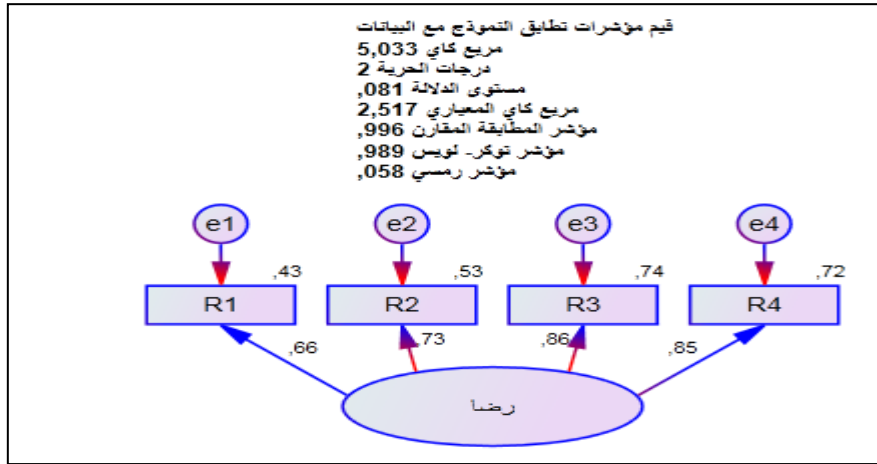 قيم مؤشرات تطابق النموذج مع البيانات
مربع كاي 5,033
درجات الحرية 2
مستوى الدلالة 081,
مربع كاي المعياري 2,517
مؤشر المطابقة المقارن 996,
مؤشر توكر- لويس 989,
مؤشر رمسي 058,
e1 e2 e3 e4
,43 ,53 ,74 ,72
R1 R2 R3 R4
,66 ,73 ,86 ,85
رضا